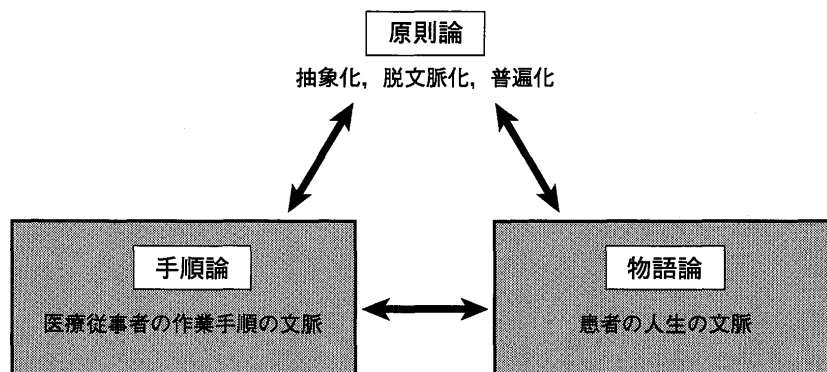 原則論
抽象化，脱文脈化，普遍化
手順論
医療従事者の作業手順の文脈
物語論
患者の人生の文脈